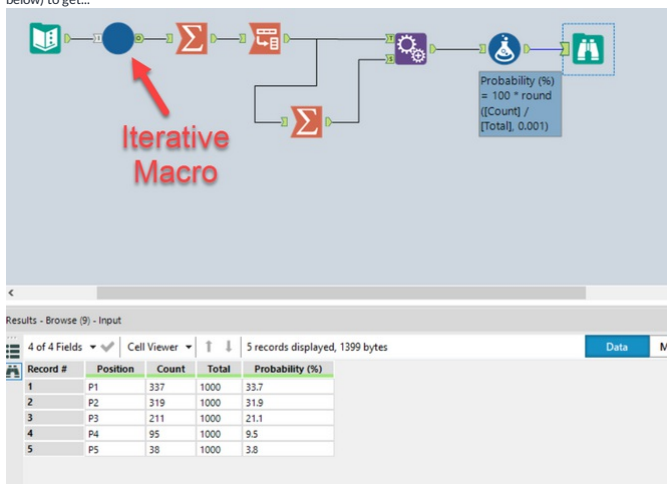 below) to get...
Iterative
Macro
Probability (%)
= 100 * round
([Count] /
[Total], 0.001)
Results - Browse (9) - Input
4 of 4 Fields Cell Viewer 5 records displayed, 1399 bytes Data M
Record # Position Count Total Probability (%)
1 P1 337 1000 33.7
2 P2 319 1000 31.9
3 P3 211 1000 21.1
4 P4 95 1000 9.5
5 P5 38 1000 3.8